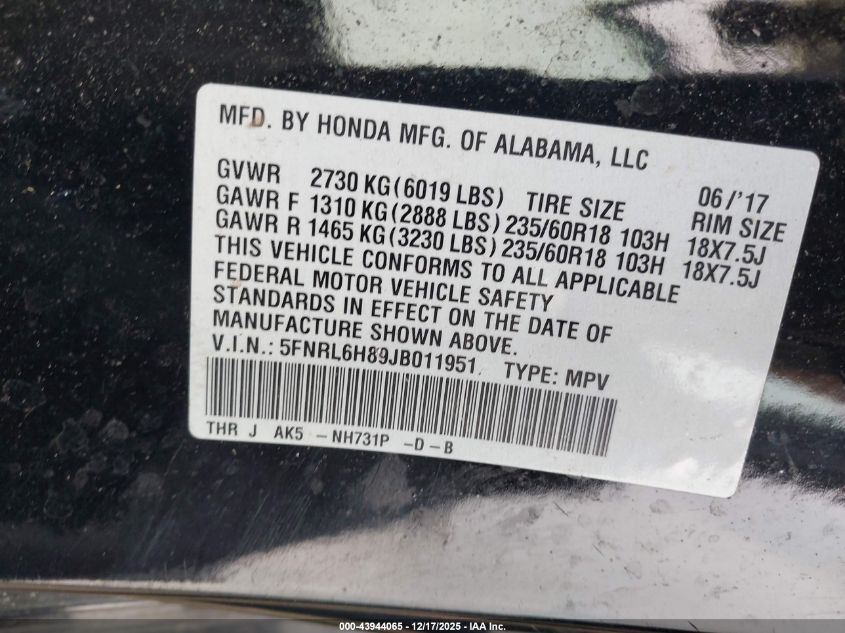 MFD. BY HONDA MFG. OF ALABAMA, LLC
GVWR 2730 KG(6019 LBS) TIRE SIZE 06/'17 RIM SIZE
GAWR F 1310 KG(2888 LBS) 235/60R18 103H 18X7.5J
GAWR R 1465 KG(3230 LBS) 235/60R18 103H 18X7.5J
THIS VEHICLE CONFORMS TO ALL APPLICABLE
FEDERAL MOTOR VEHICLE SAFETY
STANDARDS IN EFFECT ON THE DATE OF
MANUFACTURE SHOWN ABOVE.
V.I.N.: 5FNRL6H89JB011951 TYPE: MPV
THR J AK5 -NH731P -D-B
000-43944065 - 12/17/2025 - IAA Inc.